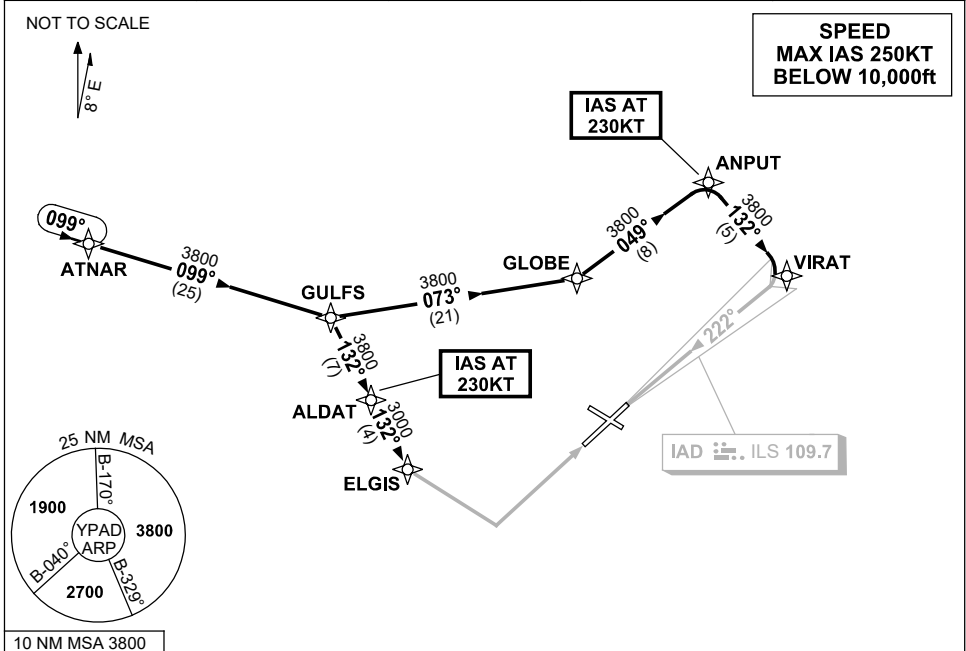 NOT TO SCALE
8° E
SPEED
MAX IAS 250KT
BELOW 10,000ft
IAS AT
230KT
ANPUT
099°
ATNAR
3800
099°
(25)
GULFS
3800
073°
(21)
GLOBE
3800
049°
(8)
3800
132°
(5)
VIRAT
222°
3800
132°
(7)
IAS AT
230KT
ALDAT
3000
132°
(4)
ELGIS
IAD ILS 109.7
25 NM MSA
B-170°
1900
YPAD
ARP
3800
B-040°
B-329°
2700
10 NM MSA 3800